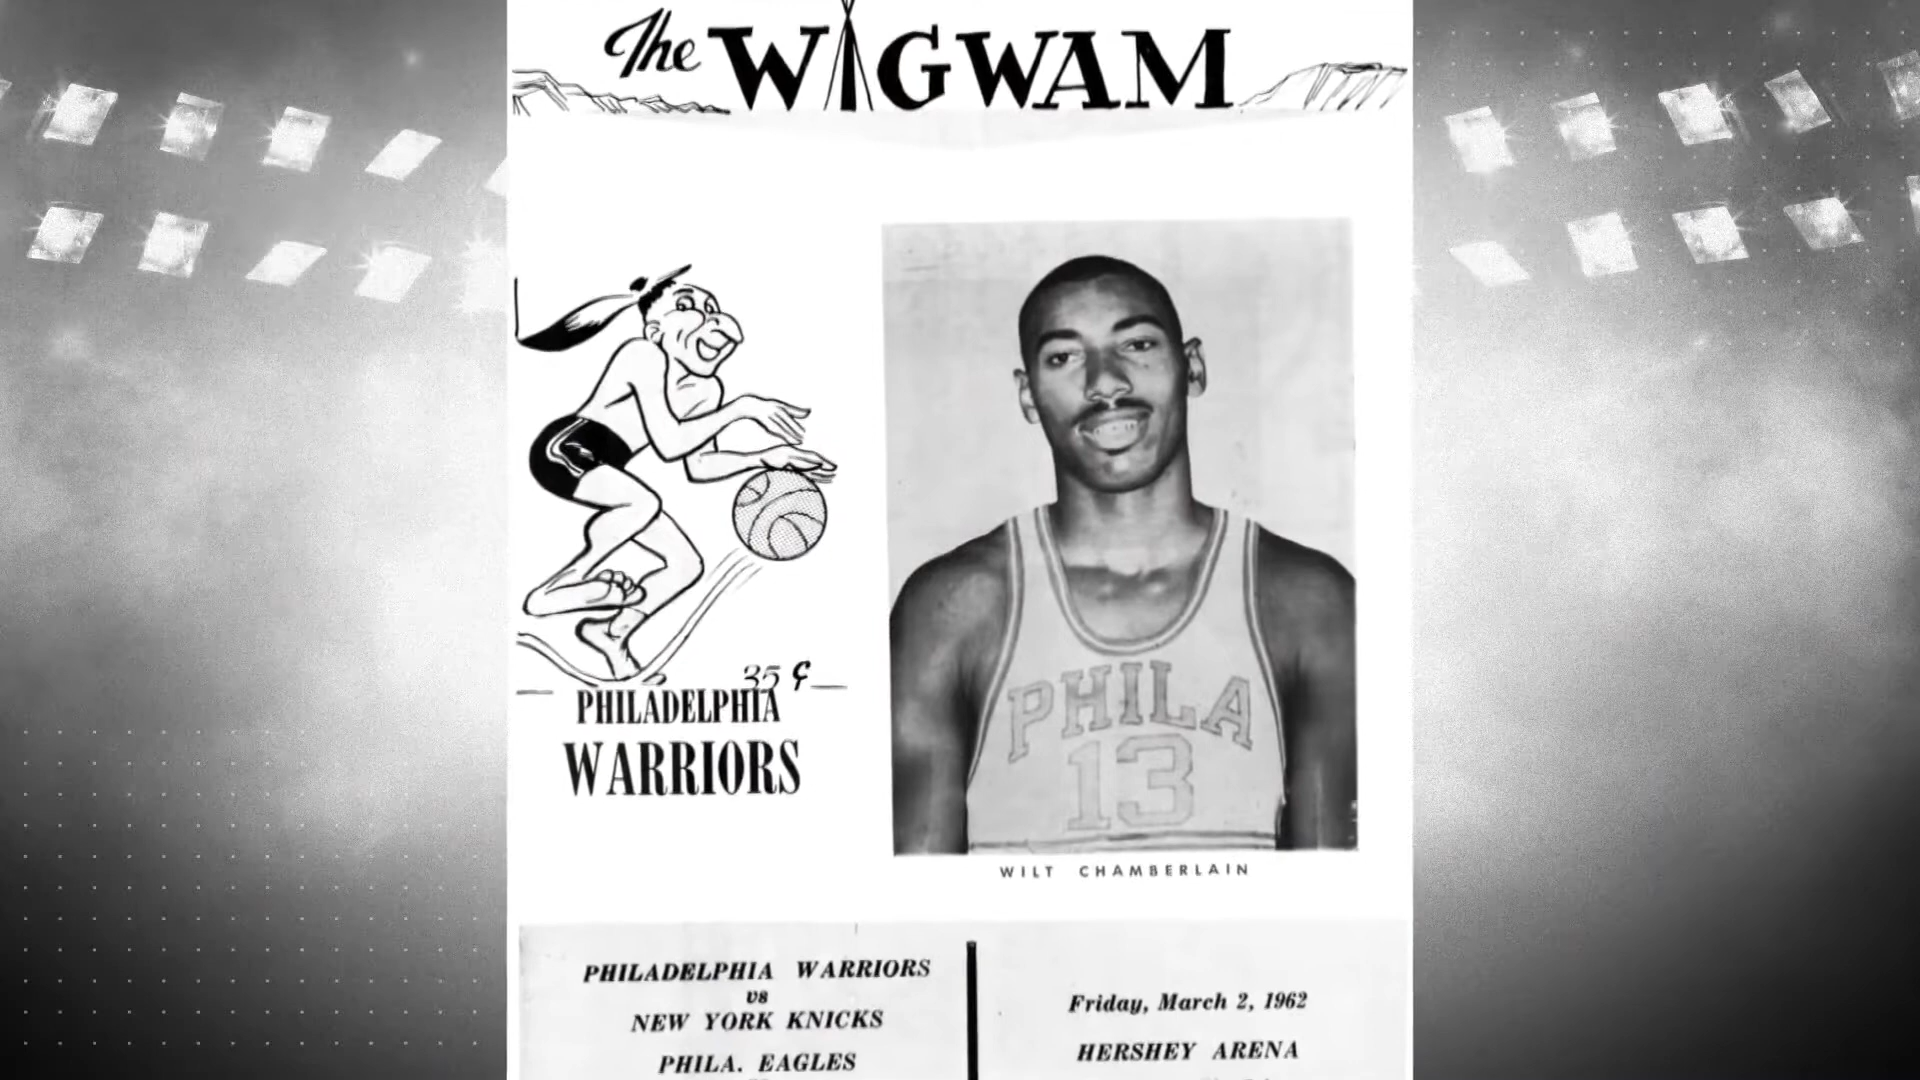 The WIGWAM
35 ¢
PHILADELPHIA
WARRIORS
PHILA
13
WILT CHAMBERLAIN
PHILADELPHIA WARRIORS
vs
NEW YORK KNICKS
PHILA. EAGLES
Friday, March 2, 1962
HERSHEY ARENA